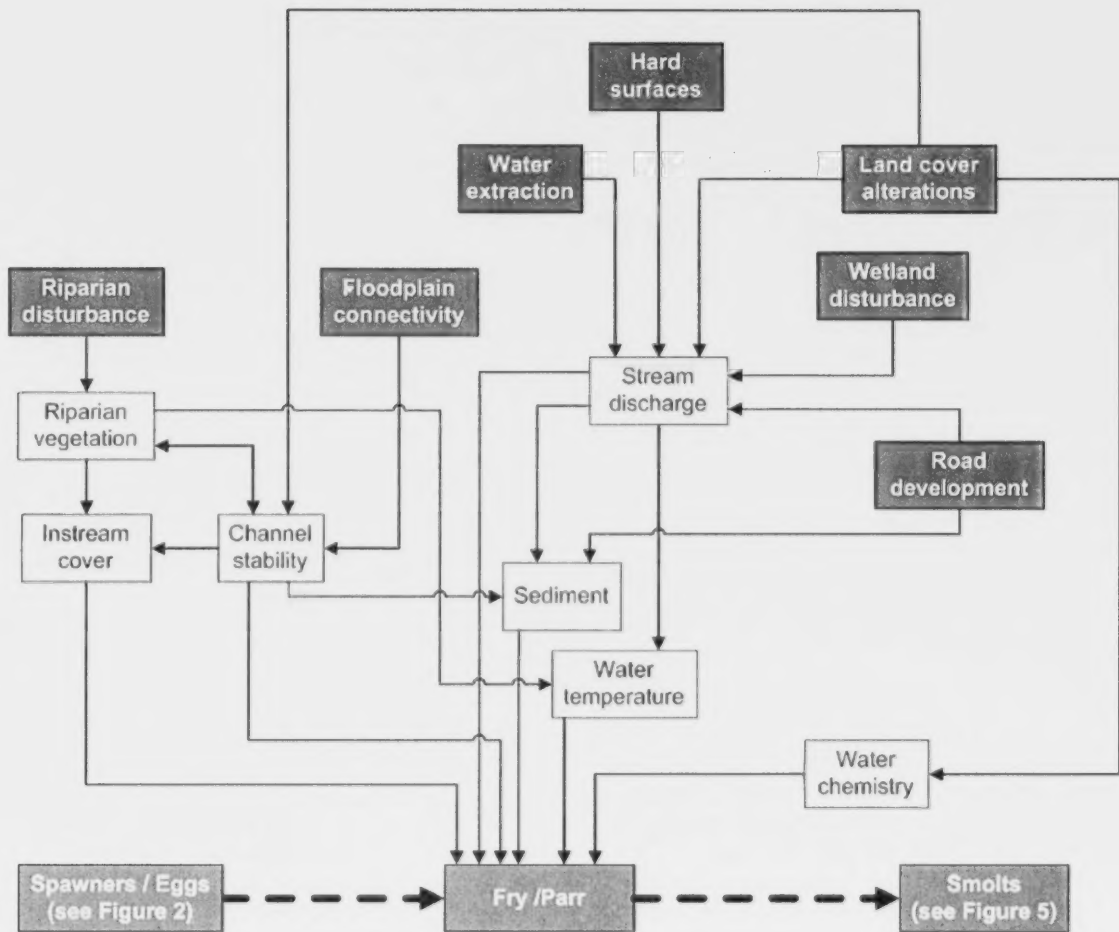 Hard
surfaces
Water
extraction
Land cover
alterations
Riparian
disturbance
Floodplain
connectivity
Wetland
disturbance
Riparian
vegetation
Stream
discharge
Road
development
Instream
cover
Channel
stability
Sediment
Water
temperature
Water
chemistry
Spawners / Eggs
(see Figure 2)
Fry /Parr
Smolts
(see Figure 5)